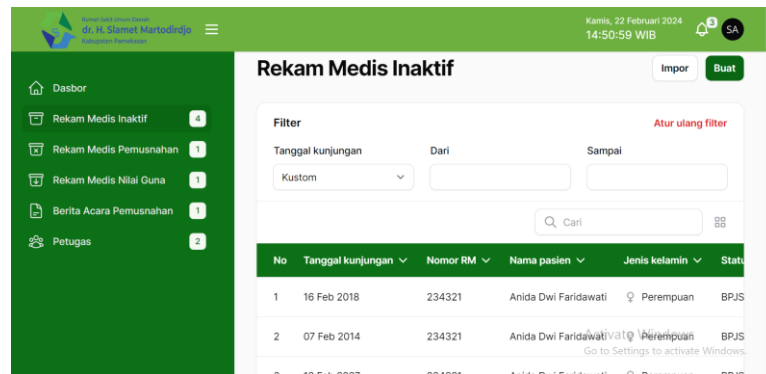 Rumah Sakit Umum Daerah
dr. H. Slamet Martodirdjo
Kabupaten Pamekasan
Kamis, 22 Februari 2024
14:50:59 WIB
3
SA
Dasbor
Rekam Medis Inaktif 4
Rekam Medis Pemusnahan 1
Rekam Medis Nilai Guna 1
Berita Acara Pemusnahan 1
Petugas 2
Rekam Medis Inaktif
Impor
Buat
Filter
Atur ulang filter
Tanggal kunjungan Dari Sampai
Kustom
Cari
No Tanggal kunjungan Nomor RM Nama pasien Jenis kelamin Statu
1 16 Feb 2018 234321 Anida Dwi Faridawati Perempuan BPJS
2 07 Feb 2014 234321 Anida Dwi Faridawati Perempuan BPJS
Activate Windows
Go to Settings to activate Windows.